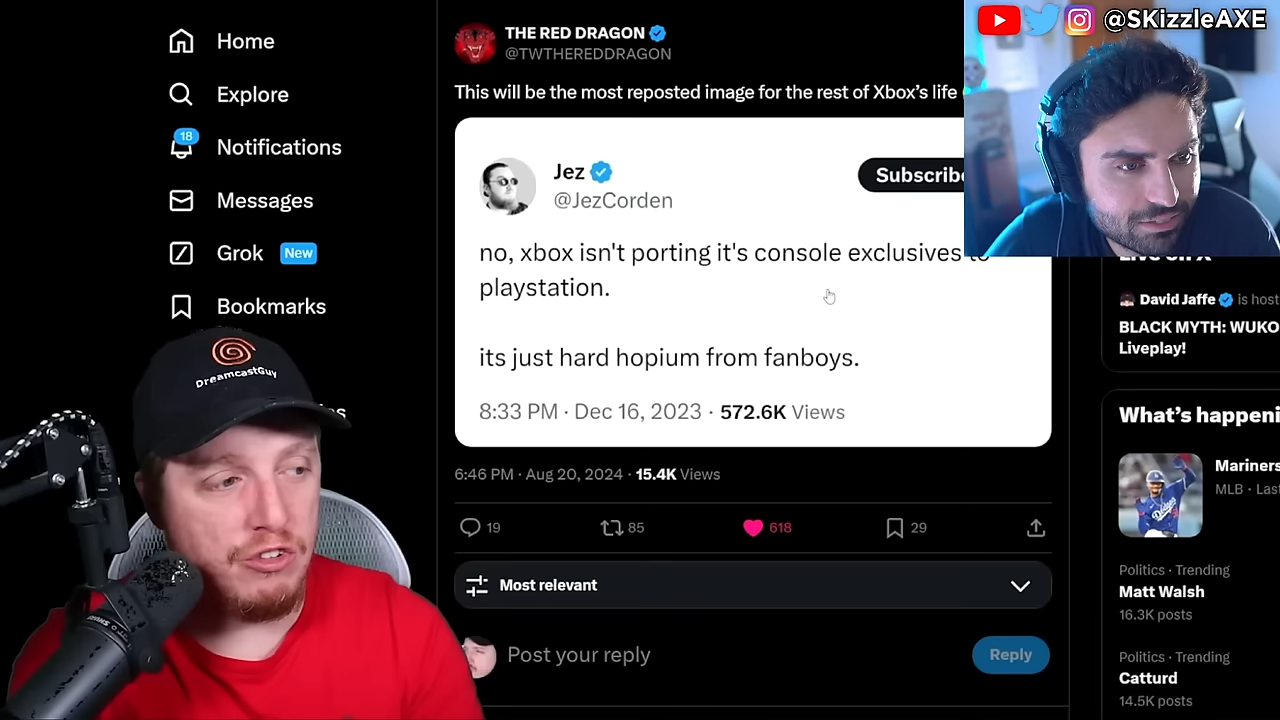 @SKizzleAXE
Home
Explore
18
Notifications
Messages
Grok New
Bookmarks
THE RED DRAGON
@TWTHEREDDRAGON
This will be the most reposted image for the rest of Xbox’s life
Jez
@JezCorden
Subscribe
no, xbox isn't porting it's console exclusives to
playstation.
its just hard hopium from fanboys.
8:33 PM · Dec 16, 2023 · 572.6K Views
6:46 PM · Aug 20, 2024 · 15.4K Views
19 85 618 29
Most relevant
Post your reply
Reply
Live on X
David Jaffe is host
BLACK MYTH: WUKO
Liveplay!
What’s happeni
Mariners
MLB · Las
Politics · Trending
Matt Walsh
16.3K posts
Politics · Trending
Catturd
14.5K posts
DreamcastGuy